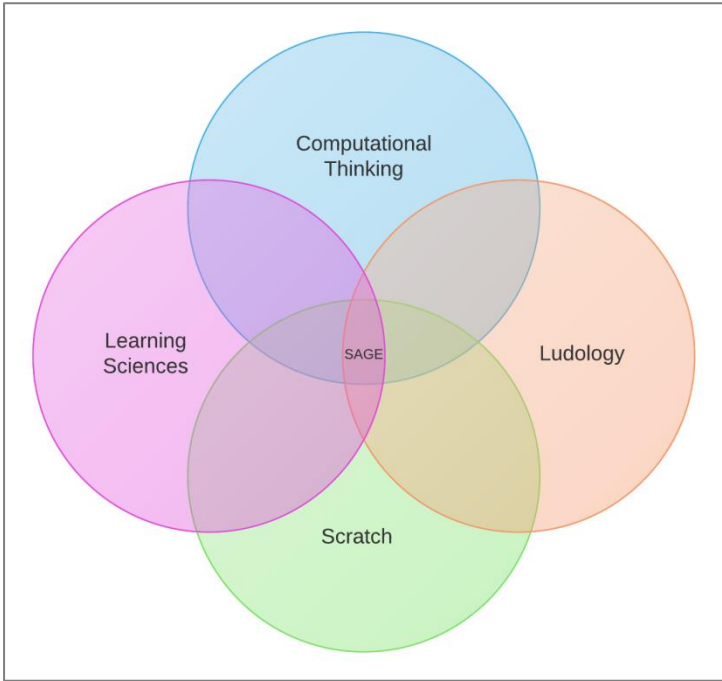 Computational
Thinking
Learning
Sciences
SAGE
Ludology
Scratch